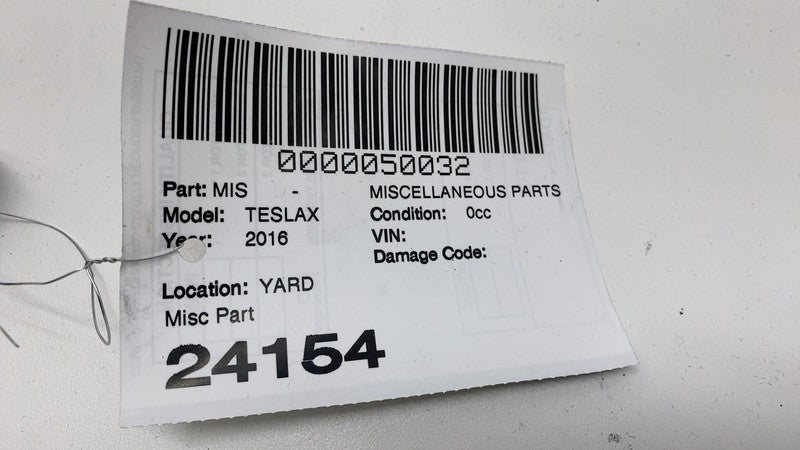 0000050032
Part: MIS - MISCELLANEOUS PARTS
Model: TESLAX Condition: 0cc
Year: 2016 VIN:
Damage Code:
Location: YARD
Misc Part
24154